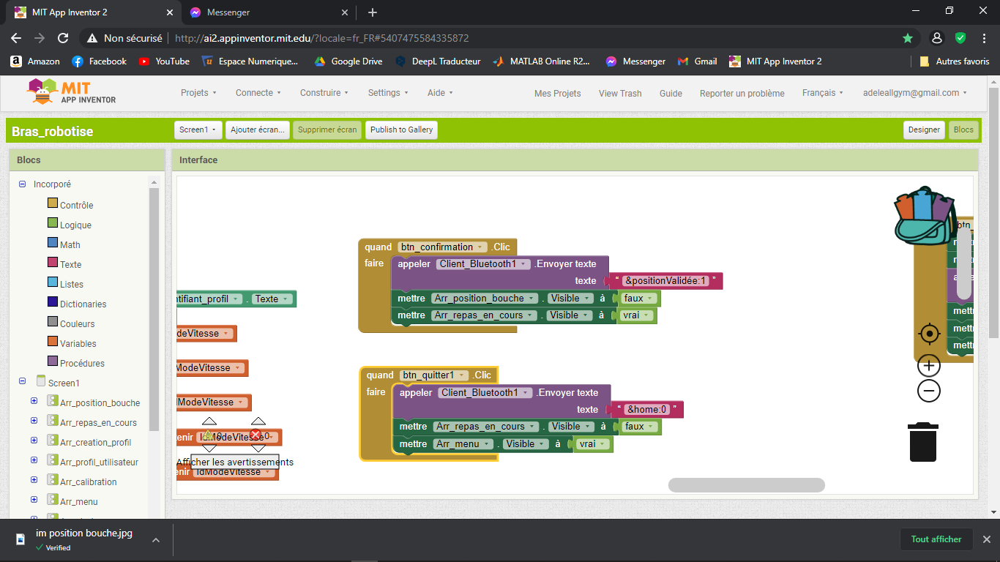 MIT App Inventor 2
Messenger
Non sécurisé
http://ai2.appinventor.mit.edu/?locale=fr_FR#5407475584335872
Amazon
Facebook
YouTube
Espace Numerique...
Google Drive
DeepL Traducteur
MATLAB Online R2...
Messenger
Gmail
MIT App Inventor 2
Autres favoris
MIT
APP INVENTOR
Projets
Connecte
Construire
Settings
Aide
Mes Projets
View Trash
Guide
Reporter un problème
Français
adeleallgym@gmail.com
Bras_robotise
Screen1
Ajouter écran...
Supprimer écran
Publish to Gallery
Designer
Blocs
Blocs
Interface
Incorporé
Contrôle
Logique
Math
Texte
Listes
Dictionaries
Couleurs
Variables
Procédures
Screen1
Arr_position_bouche
Arr_repas_en_cours
Arr_creation_profil
Arr_profil_utilisateur
Arr_calibration
Arr_menu
quand btn_confirmation .Clic
faire appeler Client_Bluetooth1 .Envoyer texte
texte “ &positionValidée:1 ”
mettre Arr_position_bouche . Visible à faux
mettre Arr_repas_en_cours . Visible à vrai
quand btn_quitter1 .Clic
faire appeler Client_Bluetooth1 .Envoyer texte
texte “ &home:0 ”
mettre Arr_repas_en_cours . Visible à faux
mettre Arr_menu . Visible à vrai
ntifiant_profil . Texte
deVitesse
ModeVitesse
lModeVitesse
enir IdModeVitesse
0
0
Afficher les avertissements
enir IdModeVitesse
btn_
mett
mett
mett
im position bouche.jpg
Verified
Tout afficher